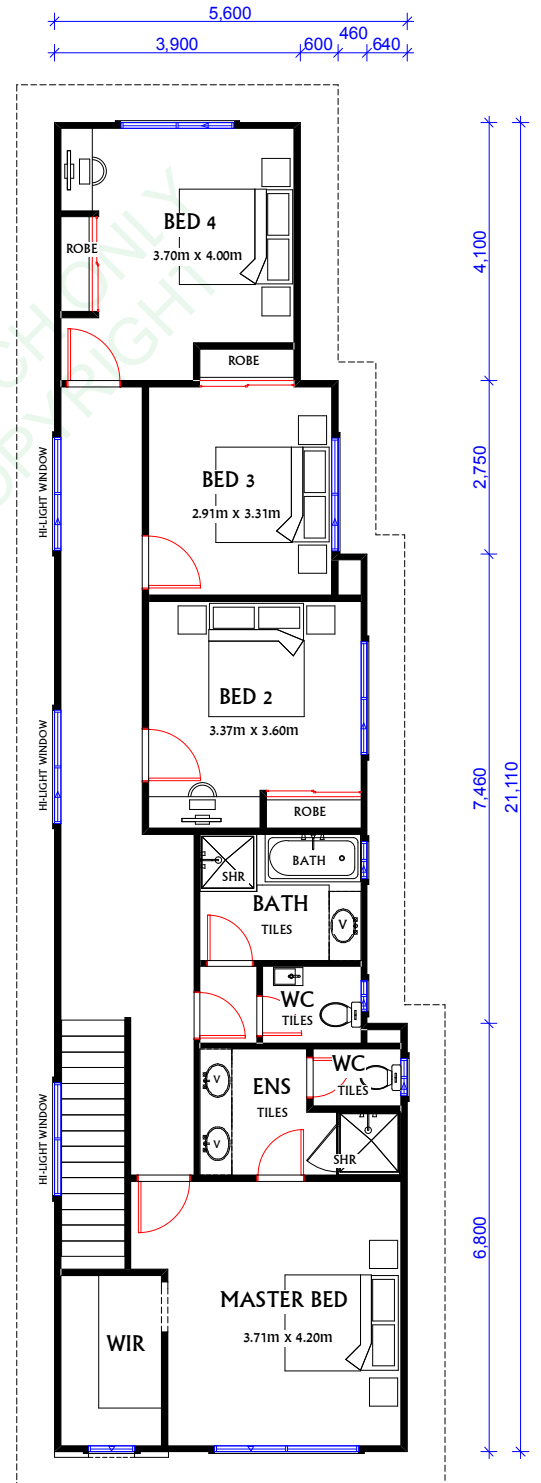 5,600
3,900
600
460
640
BED 4
3.70m x 4.00m
ROBE
4,100
ROBE
HI-LIGHT WINDOW
BED 3
2.91m x 3.31m
2,750
BED 2
3.37m x 3.60m
HI-LIGHT WINDOW
7,460
21,110
ROBE
SHR
BATH
BATH
TILES
V
WC
TILES
WC
TILES
V
ENS
TILES
V
SHR
HI-LIGHT WINDOW
6,800
MASTER BED
3.71m x 4.20m
WIR
CH ONLY
OPYRIGHT